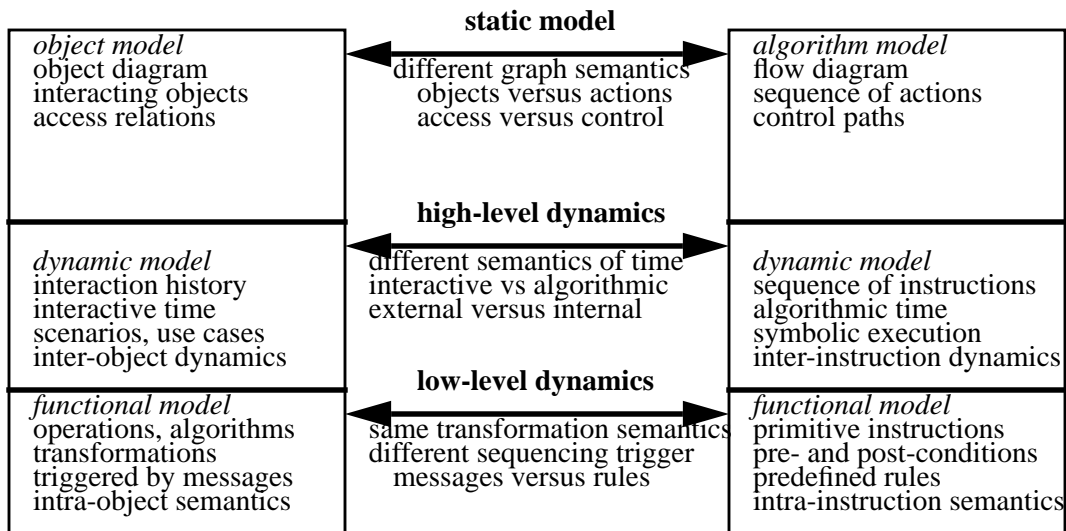 static model
object model
object diagram
interacting objects
access relations
different graph semantics
objects versus actions
access versus control
algorithm model
flow diagram
sequence of actions
control paths
high-level dynamics
dynamic model
interaction history
interactive time
scenarios, use cases
inter-object dynamics
different semantics of time
interactive vs algorithmic
external versus internal
dynamic model
sequence of instructions
algorithmic time
symbolic execution
inter-instruction dynamics
low-level dynamics
functional model
operations, algorithms
transformations
triggered by messages
intra-object semantics
same transformation semantics
different sequencing trigger
messages versus rules
functional model
primitive instructions
pre- and post-conditions
predefined rules
intra-instruction semantics